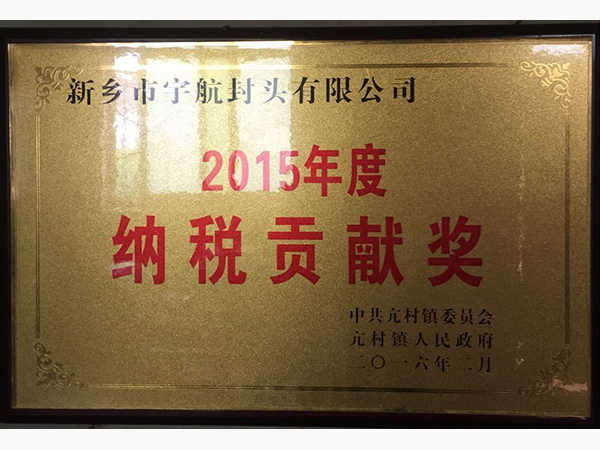 新乡市宇航封头有限公司
2015年度
纳税贡献奖
中共亢村镇委员会
亢村镇人民政府
二〇一六年二月